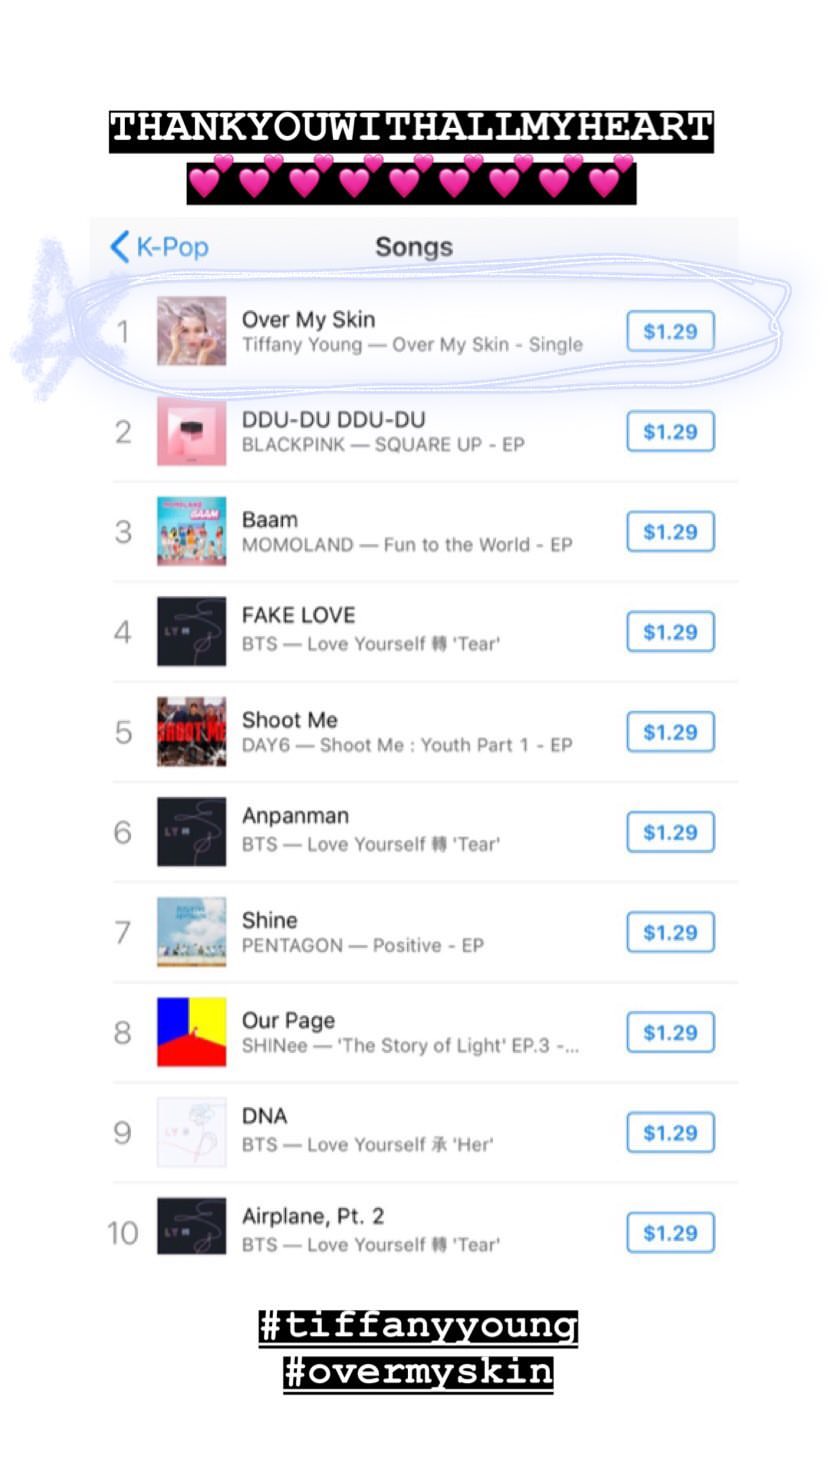 THANKYOUWITHALLMYHEART
💕💕💕💕💕💕💕💕💕
K-Pop
Songs
1
Over My Skin
Tiffany Young — Over My Skin - Single
$1.29
2
DDU-DU DDU-DU
BLACKPINK — SQUARE UP - EP
$1.29
3
MOMOLAND
BAAM
Baam
MOMOLAND — Fun to the World - EP
$1.29
4
FAKE LOVE
BTS — Love Yourself 轉 'Tear'
$1.29
5
SHOOT ME
Shoot Me
DAY6 — Shoot Me : Youth Part 1 - EP
$1.29
6
Anpanman
BTS — Love Yourself 轉 'Tear'
$1.29
7
Shine
PENTAGON — Positive - EP
$1.29
8
Our Page
SHINee — 'The Story of Light' EP.3 -...
$1.29
9
DNA
BTS — Love Yourself 承 'Her'
$1.29
10
Airplane, Pt. 2
BTS — Love Yourself 轉 'Tear'
$1.29
#tiffanyyoung
#overmyskin